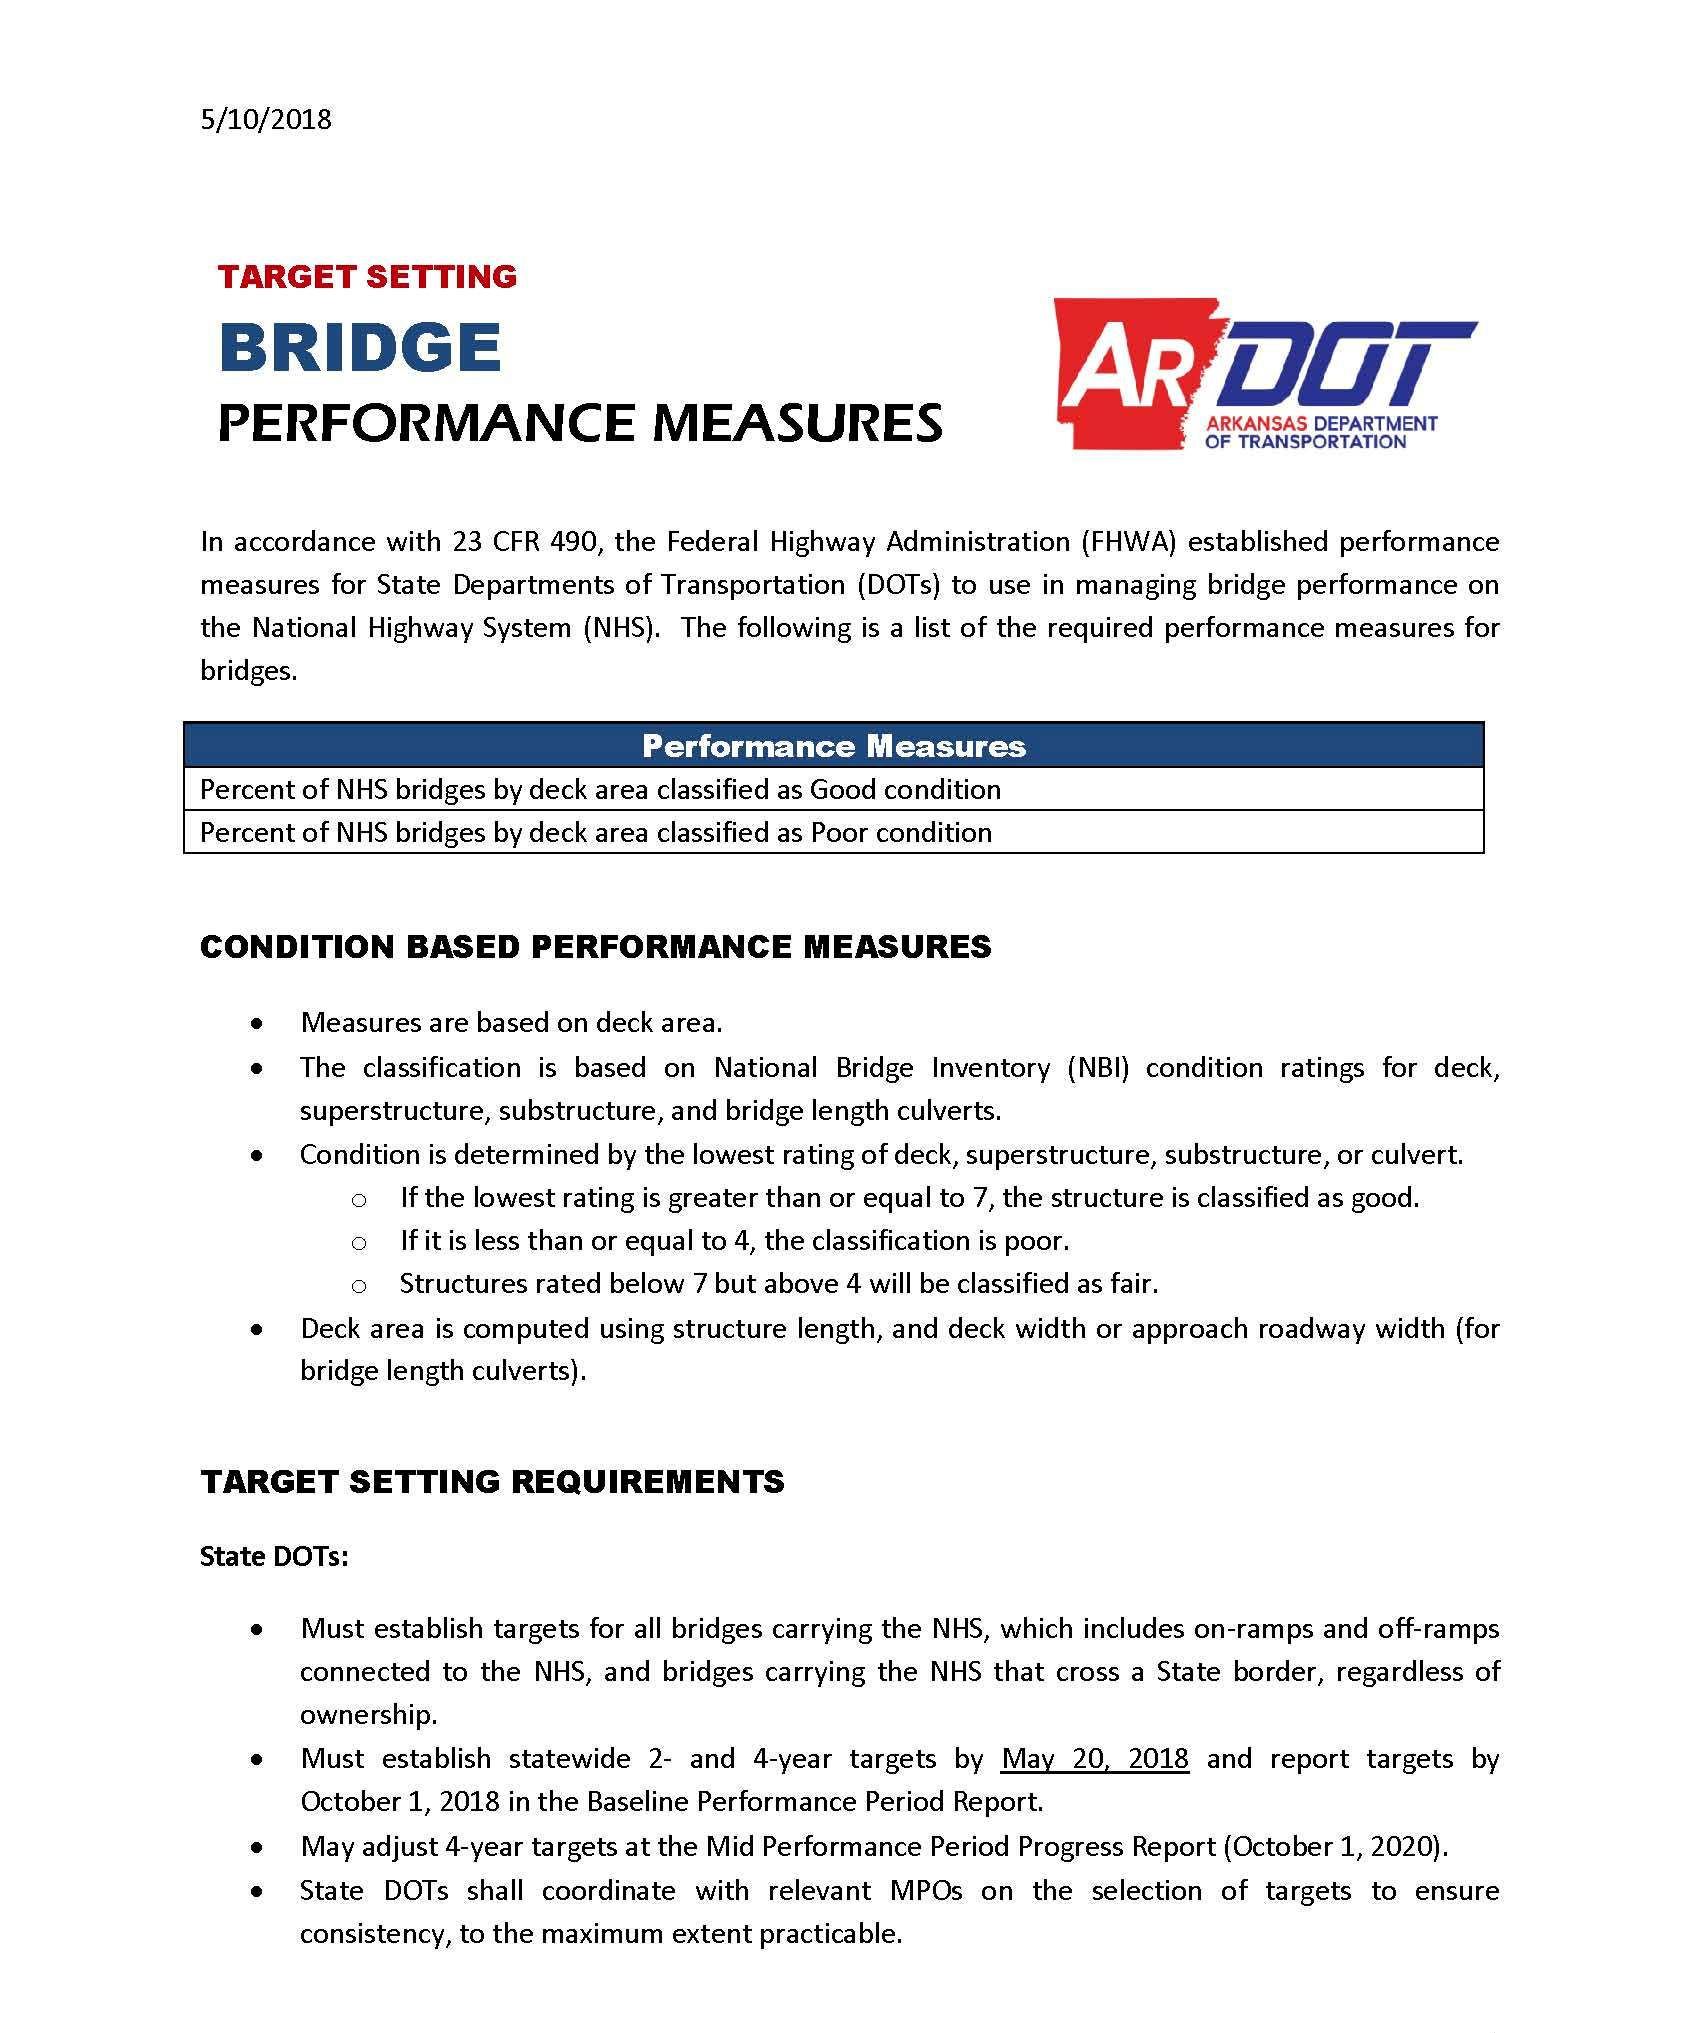 5/10/2018
TARGET SETTING
BRIDGE
PERFORMANCE MEASURES
ARDOT
ARKANSAS DEPARTMENT
OF TRANSPORTATION
In accordance with 23 CFR 490, the Federal Highway Administration (FHWA) established performance
measures for State Departments of Transportation (DOTs) to use in managing bridge performance on
the National Highway System (NHS). The following is a list of the required performance measures for
bridges.
Performance Measures
Percent of NHS bridges by deck area classified as Good condition
Percent of NHS bridges by deck area classified as Poor condition
CONDITION BASED PERFORMANCE MEASURES
• Measures are based on deck area.
• The classification is based on National Bridge Inventory (NBI) condition ratings for deck,
superstructure, substructure, and bridge length culverts.
• Condition is determined by the lowest rating of deck, superstructure, substructure, or culvert.
o If the lowest rating is greater than or equal to 7, the structure is classified as good.
o If it is less than or equal to 4, the classification is poor.
o Structures rated below 7 but above 4 will be classified as fair.
• Deck area is computed using structure length, and deck width or approach roadway width (for
bridge length culverts).
TARGET SETTING REQUIREMENTS
State DOTs:
• Must establish targets for all bridges carrying the NHS, which includes on-ramps and off-ramps
connected to the NHS, and bridges carrying the NHS that cross a State border, regardless of
ownership.
• Must establish statewide 2- and 4-year targets by May 20, 2018 and report targets by
October 1, 2018 in the Baseline Performance Period Report.
• May adjust 4-year targets at the Mid Performance Period Progress Report (October 1, 2020).
• State DOTs shall coordinate with relevant MPOs on the selection of targets to ensure
consistency, to the maximum extent practicable.